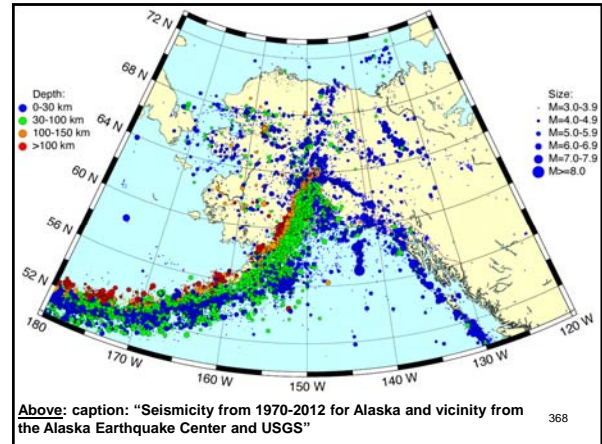 72 N
68 N
64 N
60 N
56 N
52 N
180
170 W
160 W
150 W
140 W
130 W
120 W
Depth:
0-30 km
30-100 km
100-150 km
>100 km
Size:
M=3.0-3.9
M=4.0-4.9
M=5.0-5.9
M=6.0-6.9
M=7.0-7.9
M>=8.0
Above: caption: “Seismicity from 1970-2012 for Alaska and vicinity from
the Alaska Earthquake Center and USGS”
368